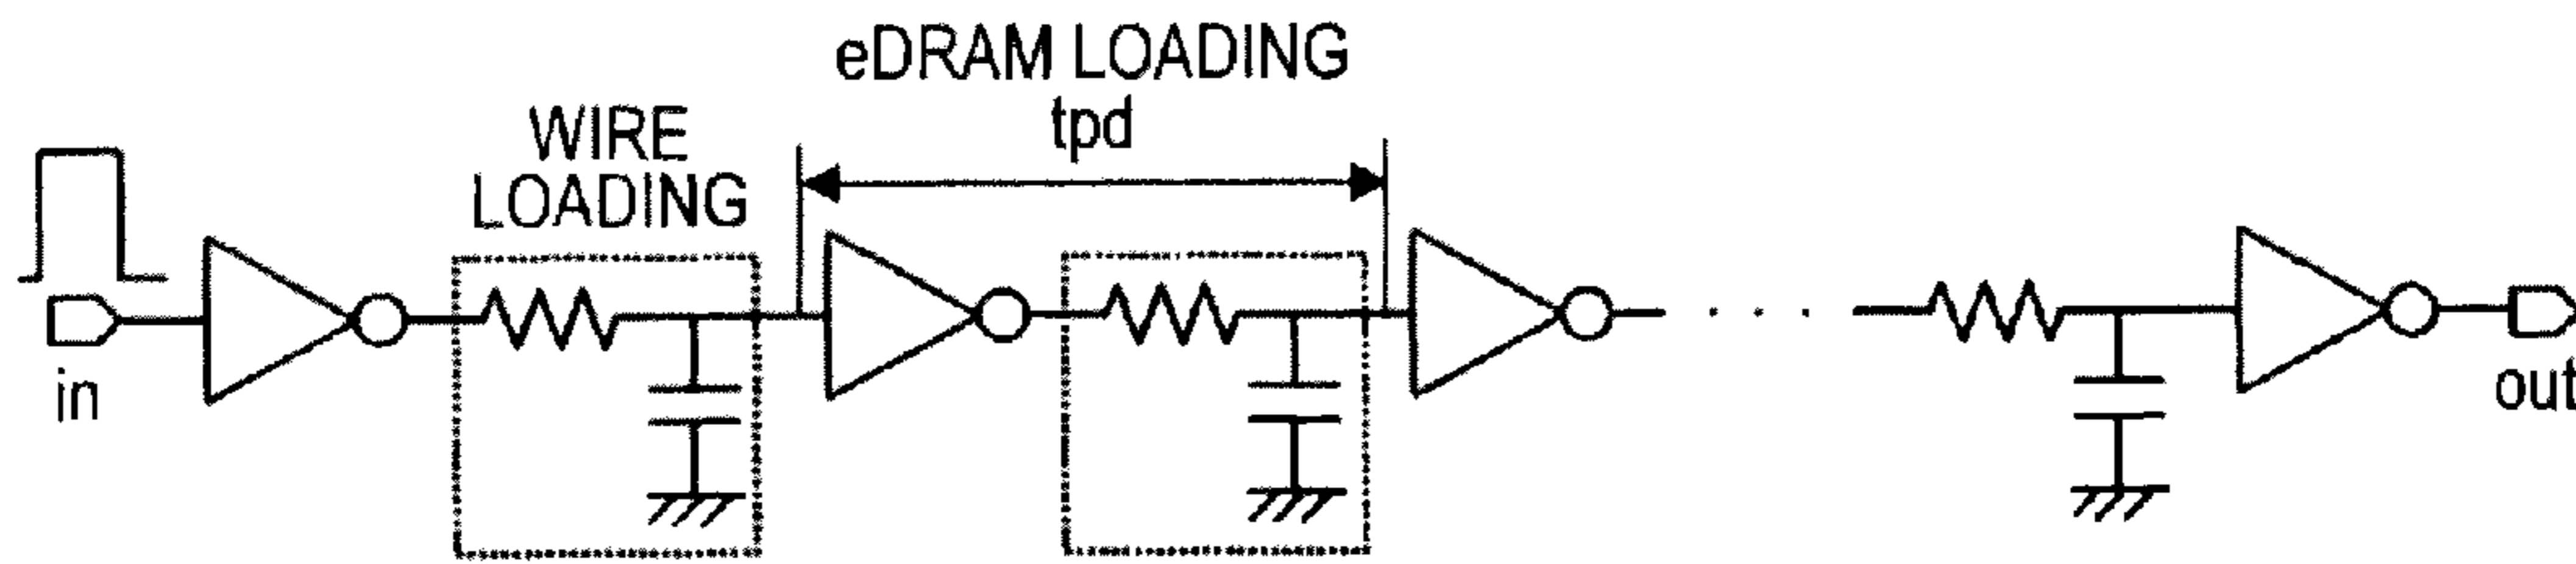 eDRAM LOADING
tpd
WIRE
LOADING
in
out